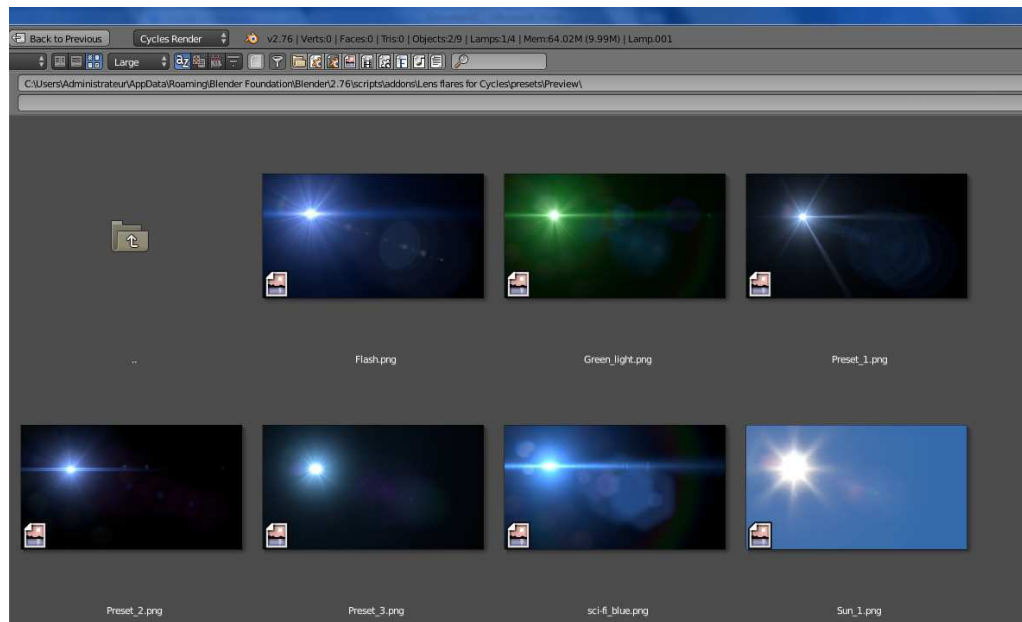 Back to Previous Cycles Render v2.76 | Verts:0 | Faces:0 | Tris:0 | Objects:2/9 | Lamps:1/4 | Mem:64.02M (9.99M) | Lamp.001
Large
C:\Users\Administrateur\AppData\Roaming\Blender Foundation\Blender\2.76\scripts\addons\Lens flares for Cycles\presets\Preview\
.. Flash.png Green_light.png Preset_1.png
Preset_2.png Preset_3.png sci-fi_blue.png Sun_1.png